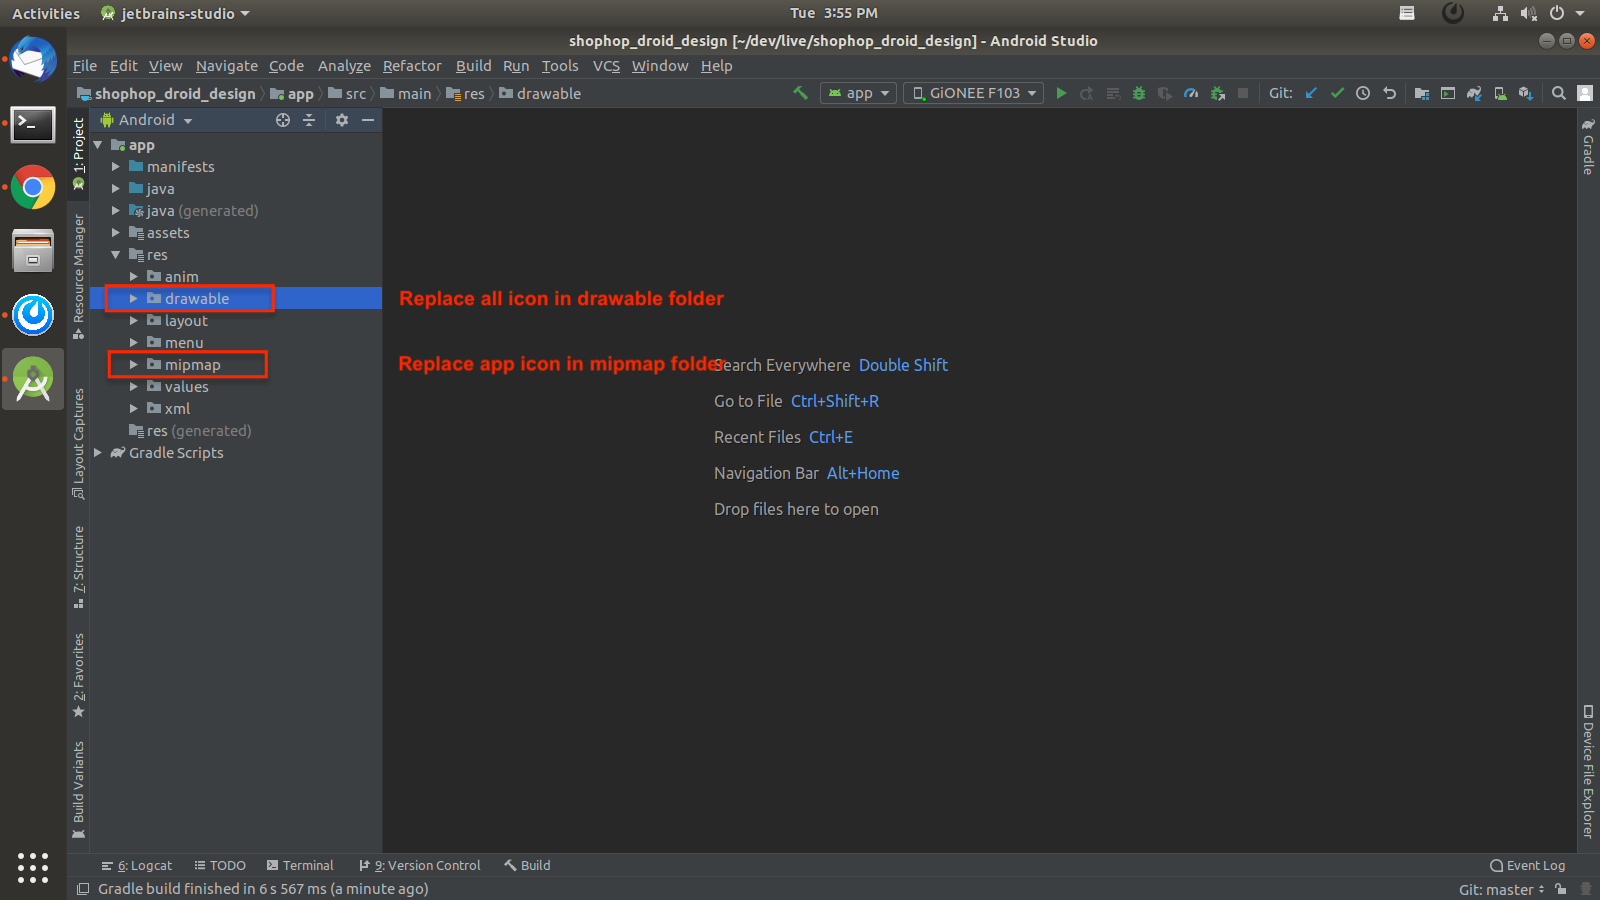 Activities jetbrains-studio Tue 3:55 PM
shophop_droid_design [~/dev/live/shophop_droid_design] - Android Studio
File Edit View Navigate Code Analyze Refactor Build Run Tools VCS Window Help
shophop_droid_design app src main res drawable app GiONEE F103 Git:
Android
app
manifests
java
java (generated)
assets
res
anim
drawable
layout
menu
mipmap
values
xml
res (generated)
Gradle Scripts
1: Project
Resource Manager
Layout Captures
7: Structure
2: Favorites
Build Variants
Replace all icon in drawable folder
Replace app icon in mipmap folder
Search Everywhere Double Shift
Go to File Ctrl+Shift+R
Recent Files Ctrl+E
Navigation Bar Alt+Home
Drop files here to open
Gradle
Device File Explorer
6: Logcat TODO Terminal 9: Version Control Build Event Log
Gradle build finished in 6 s 567 ms (a minute ago) Git: master